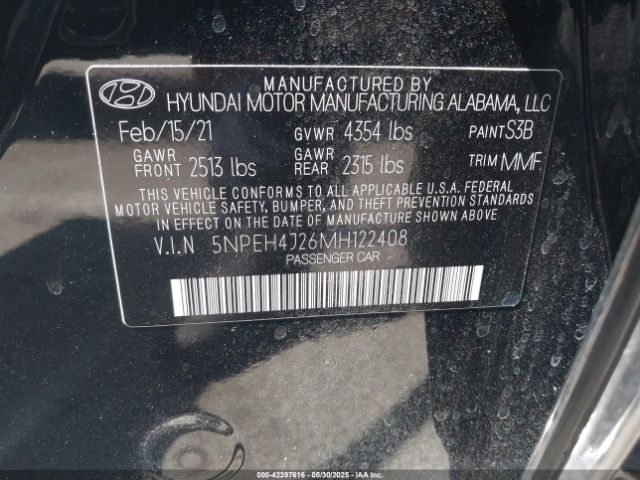 MANUFACTURED BY
HYUNDAI MOTOR MANUFACTURING ALABAMA, LLC
Feb/15/21 GVWR 4354 lbs PAINT S3B
GAWR FRONT 2513 lbs GAWR REAR 2315 lbs TRIM MMF
THIS VEHICLE CONFORMS TO ALL APPLICABLE U.S.A. FEDERAL
MOTOR VEHICLE SAFETY, BUMPER, AND THEFT PREVENTION STANDARDS
IN EFFECT ON THE DATE OF MANUFACTURE SHOWN ABOVE
V.I.N 5NPEH4J26MH122408
PASSENGER CAR
000-42397616 - 05/30/2025 - IAAI.COM